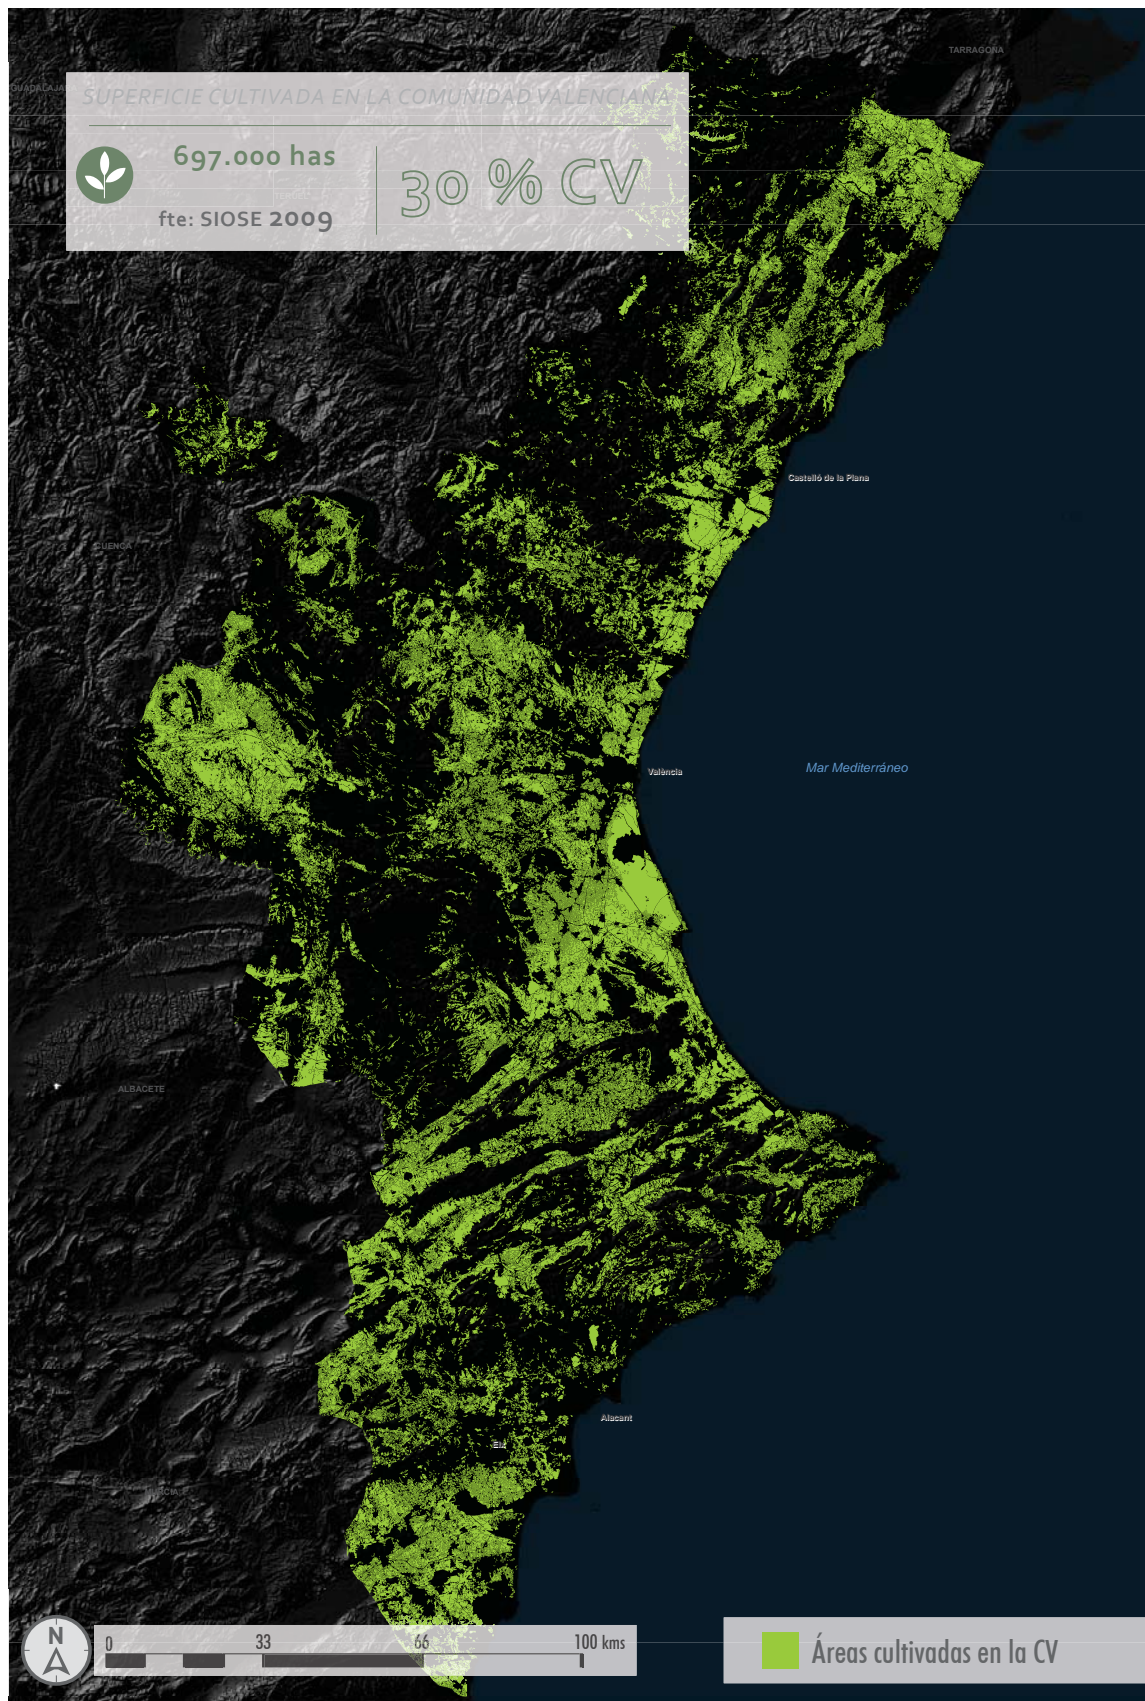 TARRAGONA
SUPERFICIE CULTIVADA EN LA COMUNIDAD VALENCIANA
697.000 has
30 % CV
fte: SIOSE 2009
Castelló de la Plana
CUENCA
València
Mar Mediterráneo
ALBACETE
Alacant
Elx
N
0
33
66
100 kms
Áreas cultivadas en la CV